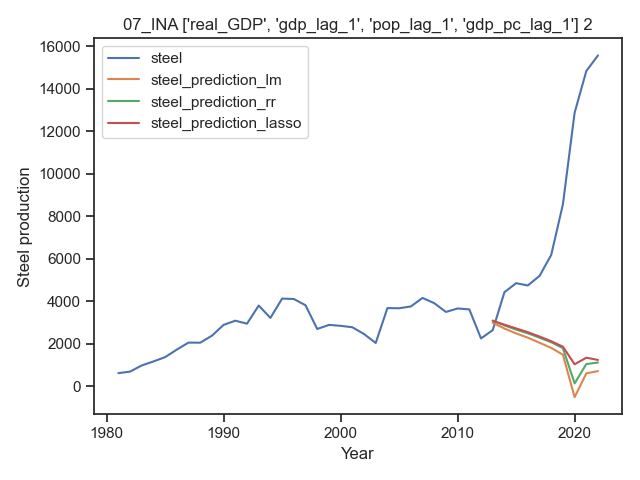 07_INA ['real_GDP', 'gdp_lag_1', 'pop_lag_1', 'gdp_pc_lag_1'] 2
steel
steel_prediction_lm
steel_prediction_rr
steel_prediction_lasso
16000
14000
12000
10000
8000
6000
4000
2000
0
Steel production
1980
1990
2000
2010
2020
Year